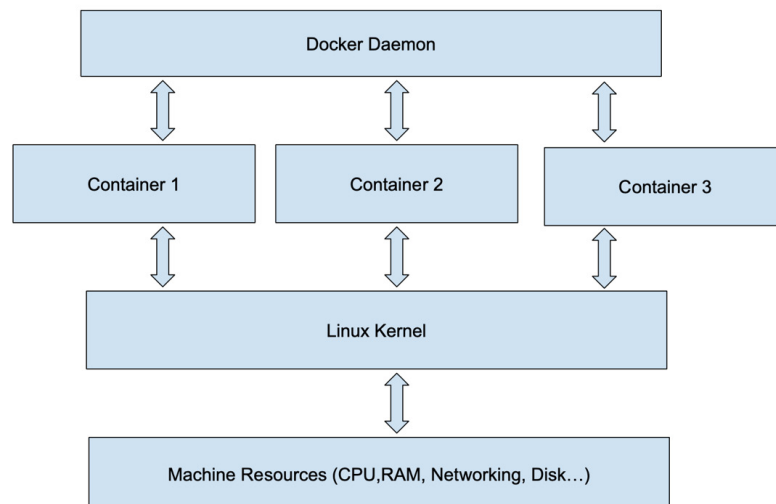 Docker Daemon
Container 1
Container 2
Container 3
Linux Kernel
Machine Resources (CPU,RAM, Networking, Disk…)